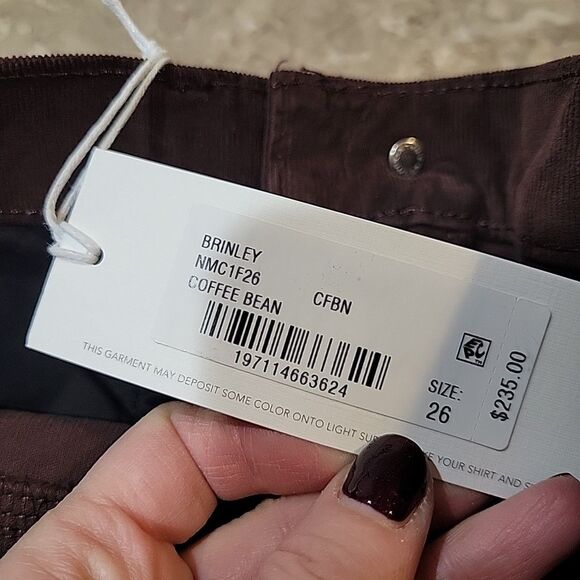 BRINLEY
NMC1F26
COFFEE BEAN CFBN
197114663624
SIZE:
26
$235.00
THIS GARMENT MAY DEPOSIT SOME COLOR ONTO LIGHT YOUR SHIRT AND